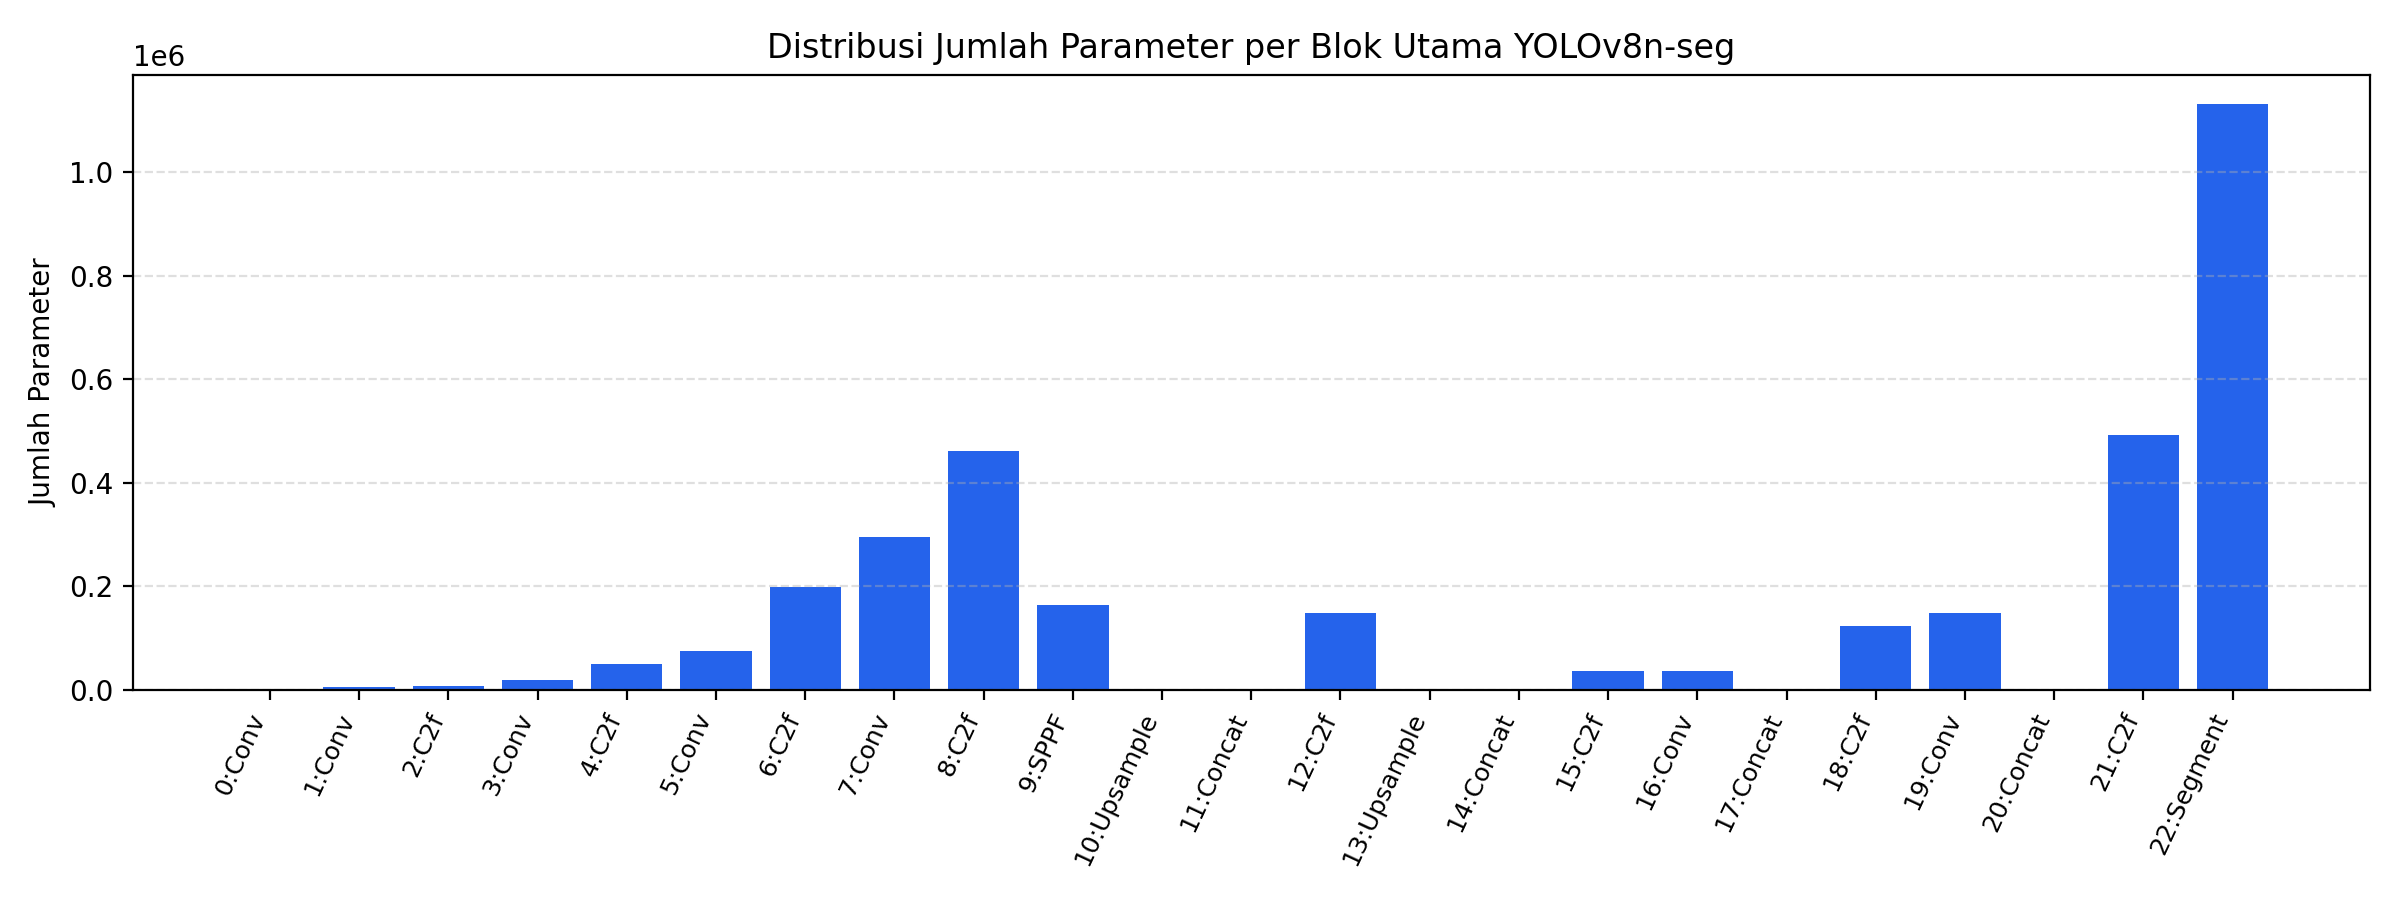 Distribusi Jumlah Parameter per Blok Utama YOLOv8n-seg
1e6
Jumlah Parameter
1.0
0.8
0.6
0.4
0.2
0.0
0:Conv
1:Conv
2:C2f
3:Conv
4:C2f
5:Conv
6:C2f
7:Conv
8:C2f
9:SPPF
10:Upsample
11:Concat
12:C2f
13:Upsample
14:Concat
15:C2f
16:Conv
17:Concat
18:C2f
19:Conv
20:Concat
21:C2f
22:Segment